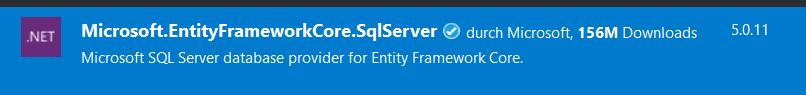 .NET
Microsoft.EntityFrameworkCore.SqlServer durch Microsoft, 156M Downloads 5.0.11
Microsoft SQL Server database provider for Entity Framework Core.